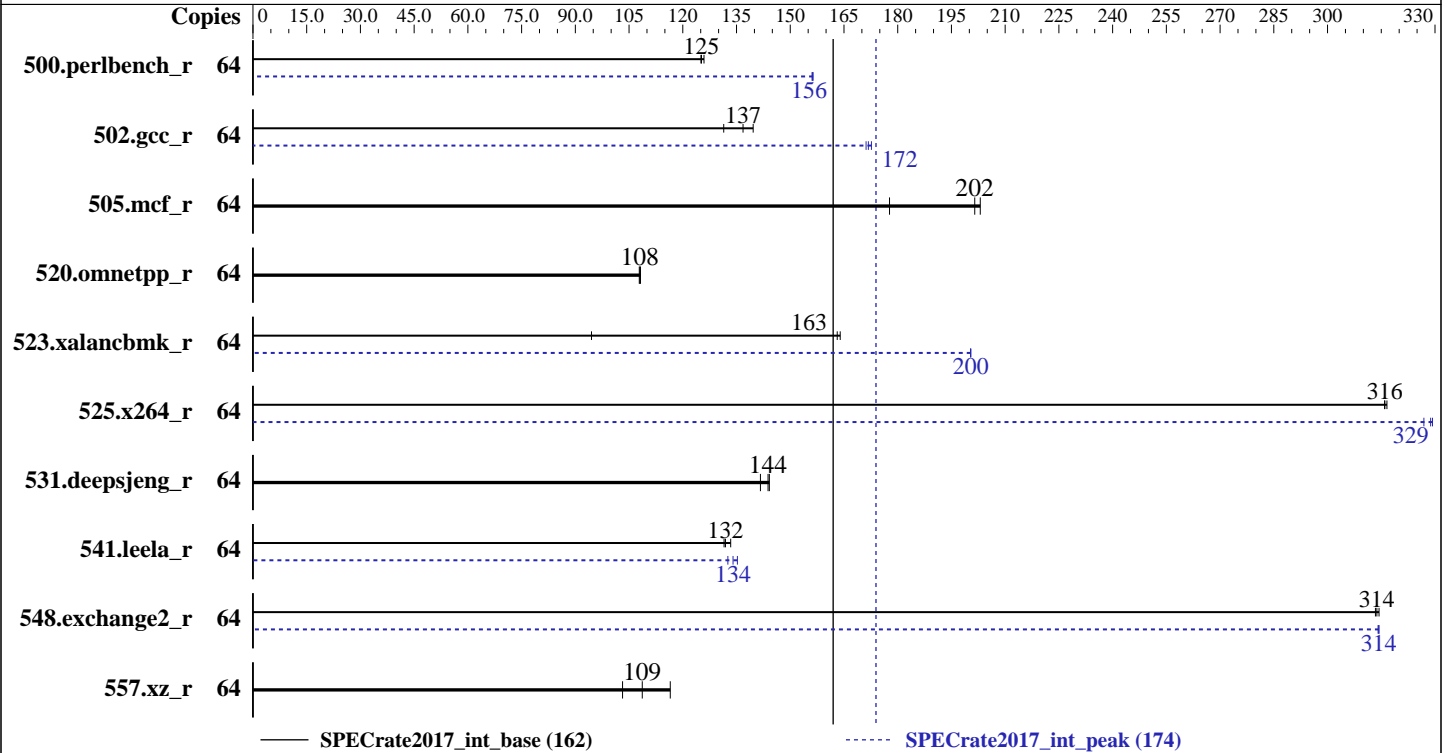 Copies 0 15.0 30.0 45.0 60.0 75.0 90.0 105 120 135 150 165 180 195 210 225 240 255 270 285 300 330
125
500.perlbench_r 64
156
137
502.gcc_r 64
172
202
505.mcf_r 64
108
520.omnetpp_r 64
163
523.xalancbmk_r 64
200
316
525.x264_r 64
329
144
531.deepsjeng_r 64
132
541.leela_r 64
134
314
548.exchange2_r 64
314
109
557.xz_r 64
SPECrate2017_int_base (162) SPECrate2017_int_peak (174)